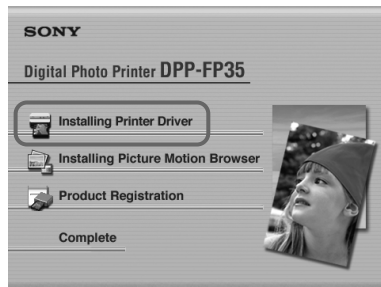 SONY
Digital Photo Printer DPP-FP35
Installing Printer Driver
Installing Picture Motion Browser
Product Registration
Complete